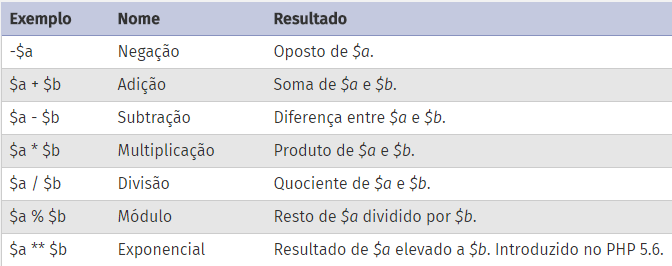 Exemplo Nome Resultado
-$a Negação Oposto de $a.
$a + $b Adição Soma de $a e $b.
$a - $b Subtração Diferença entre $a e $b.
$a * $b Multiplicação Produto de $a e $b.
$a / $b Divisão Quociente de $a e $b.
$a % $b Módulo Resto de $a dividido por $b.
$a ** $b Exponencial Resultado de $a elevado a $b. Introduzido no PHP 5.6.